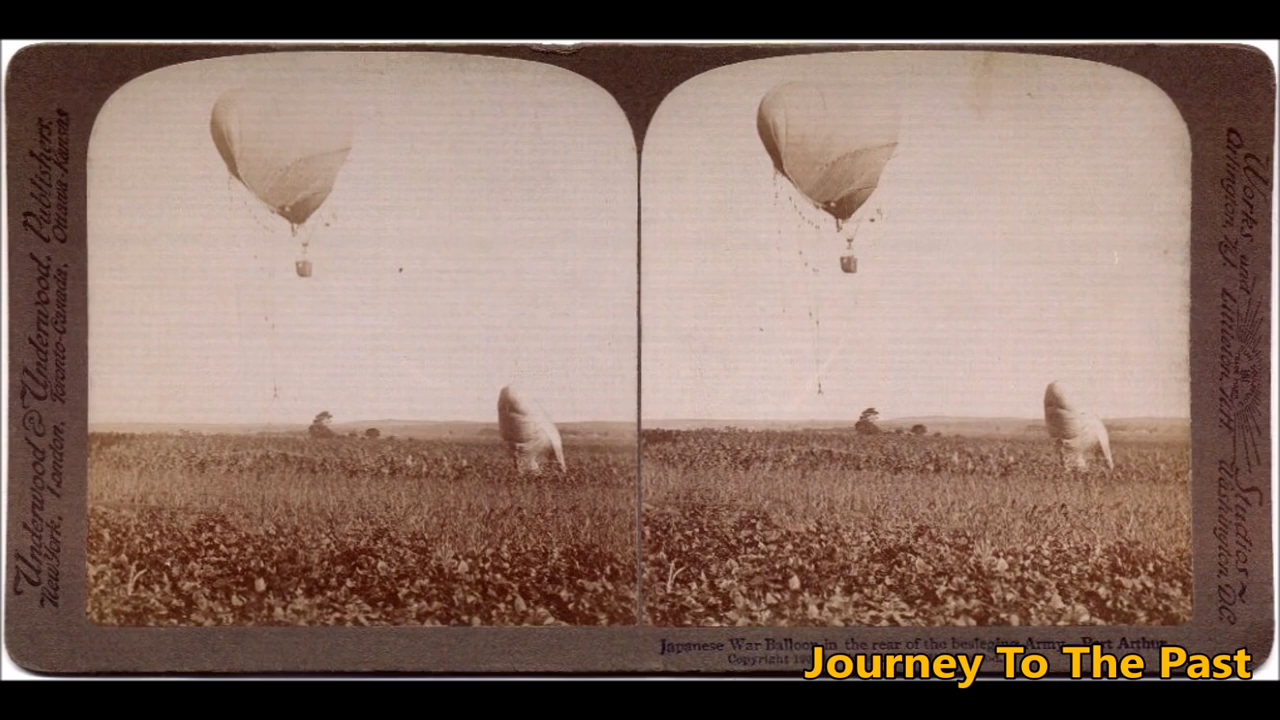 Underwood & Underwood, Publishers.
New York, London, Toronto-Canada, Ottawa-Kansas
Works and Studios
Arlington, N.J. Littleton, N.H. Washington, D.C.
Japanese War Balloon in the rear of the besieging Army - Port Arthur
Copyright
Journey To The Past